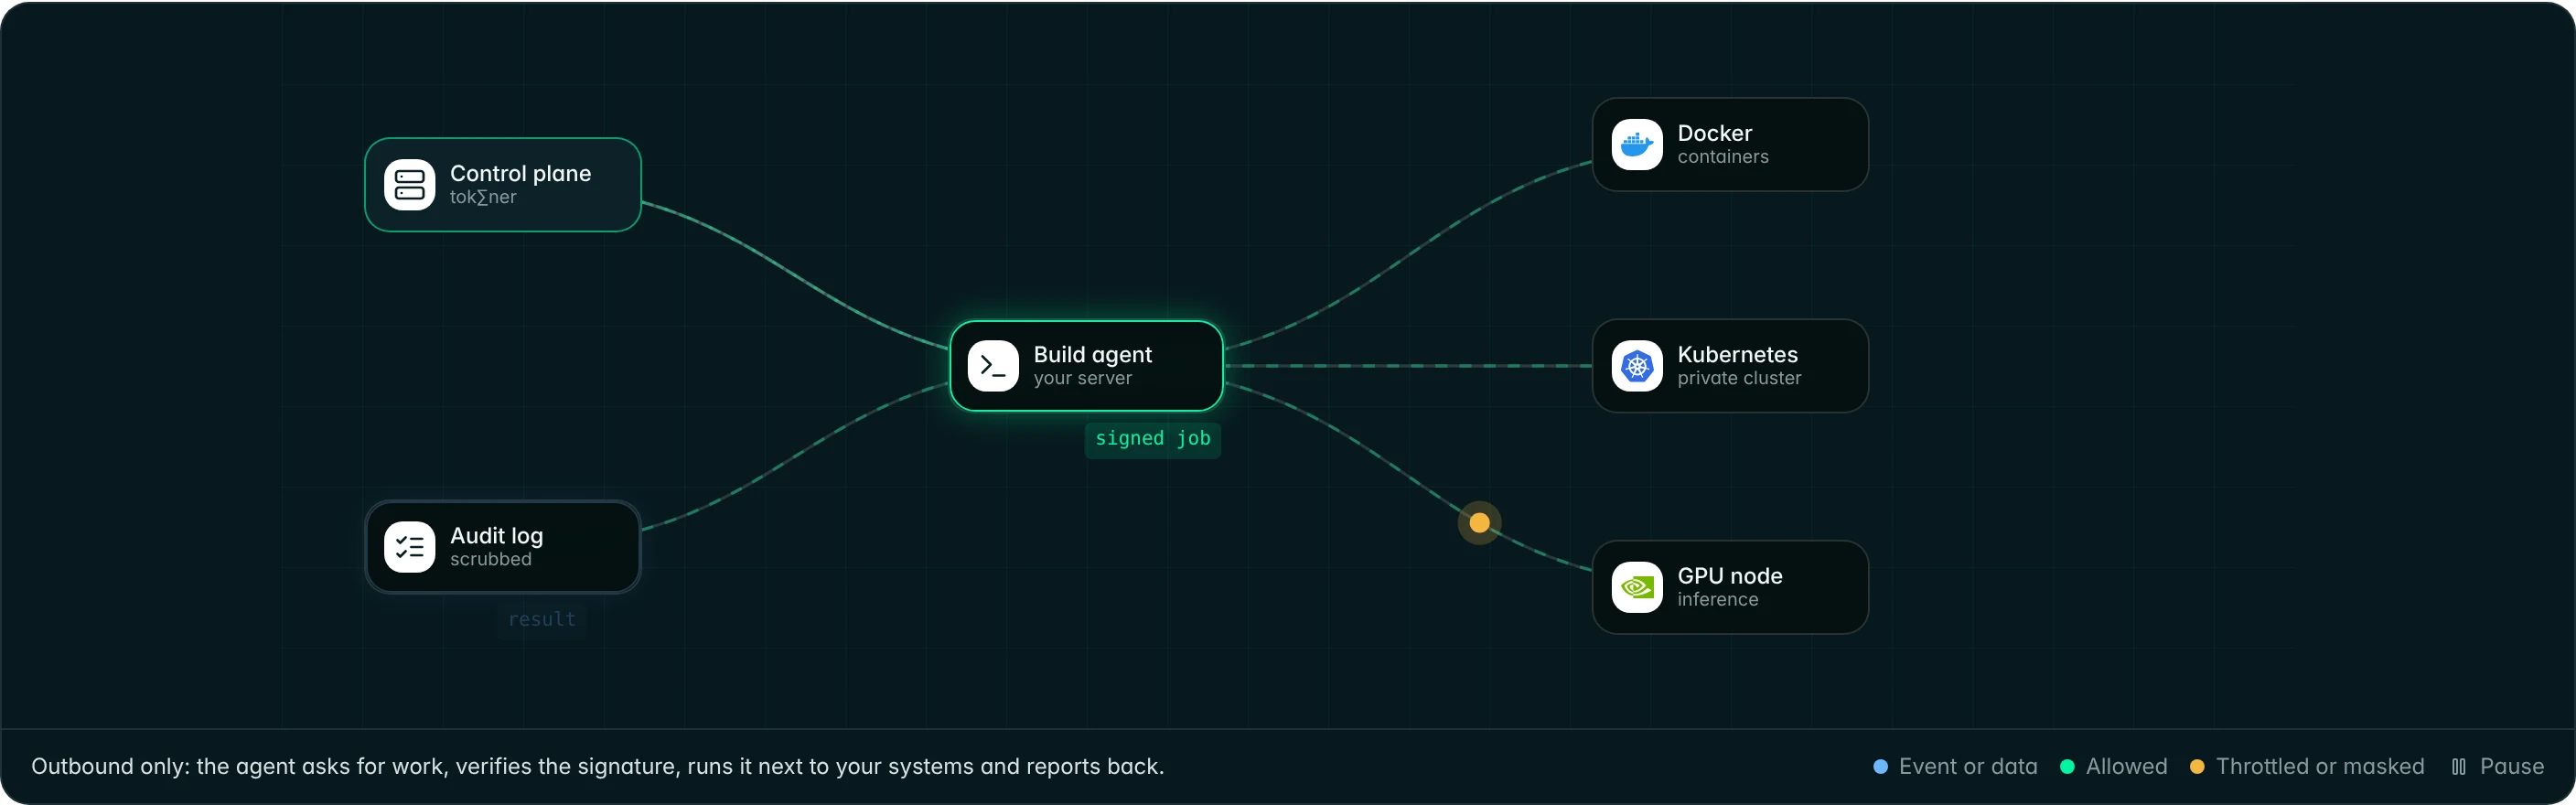 Control plane
tok∑ner
Docker
containers
Build agent
your server
signed job
Kubernetes
private cluster
Audit log
scrubbed
result
GPU node
inference
Outbound only: the agent asks for work, verifies the signature, runs it next to your systems and reports back.
Event or data
Allowed
Throttled or masked
Pause